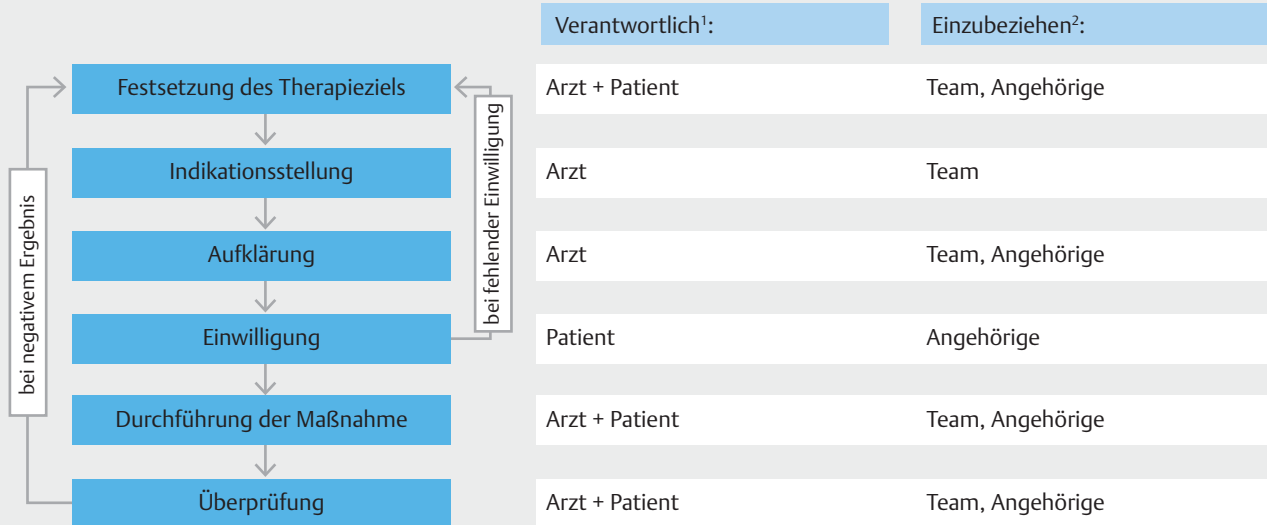 Verantwortlich¹: Einzubeziehen²:
Festsetzung des Therapieziels Arzt + Patient Team, Angehörige
Indikationsstellung Arzt Team
Aufklärung Arzt Team, Angehörige
Einwilligung Patient Angehörige
Durchführung der Maßnahme Arzt + Patient Team, Angehörige
Überprüfung Arzt + Patient Team, Angehörige
bei negativem Ergebnis
bei fehlender Einwilligung